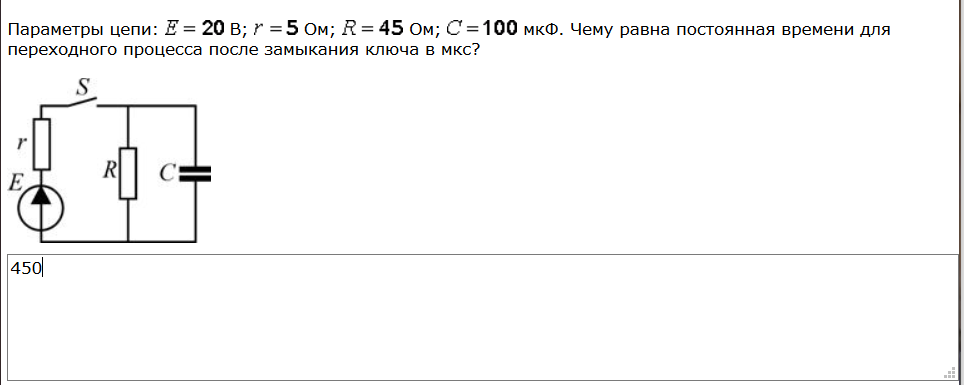 Параметры цепи: E = 20 В; r = 5 Ом; R = 45 Ом; C = 100 мкФ. Чему равна постоянная времени для
переходного процесса после замыкания ключа в мкс?
S
r
R
C
E
450